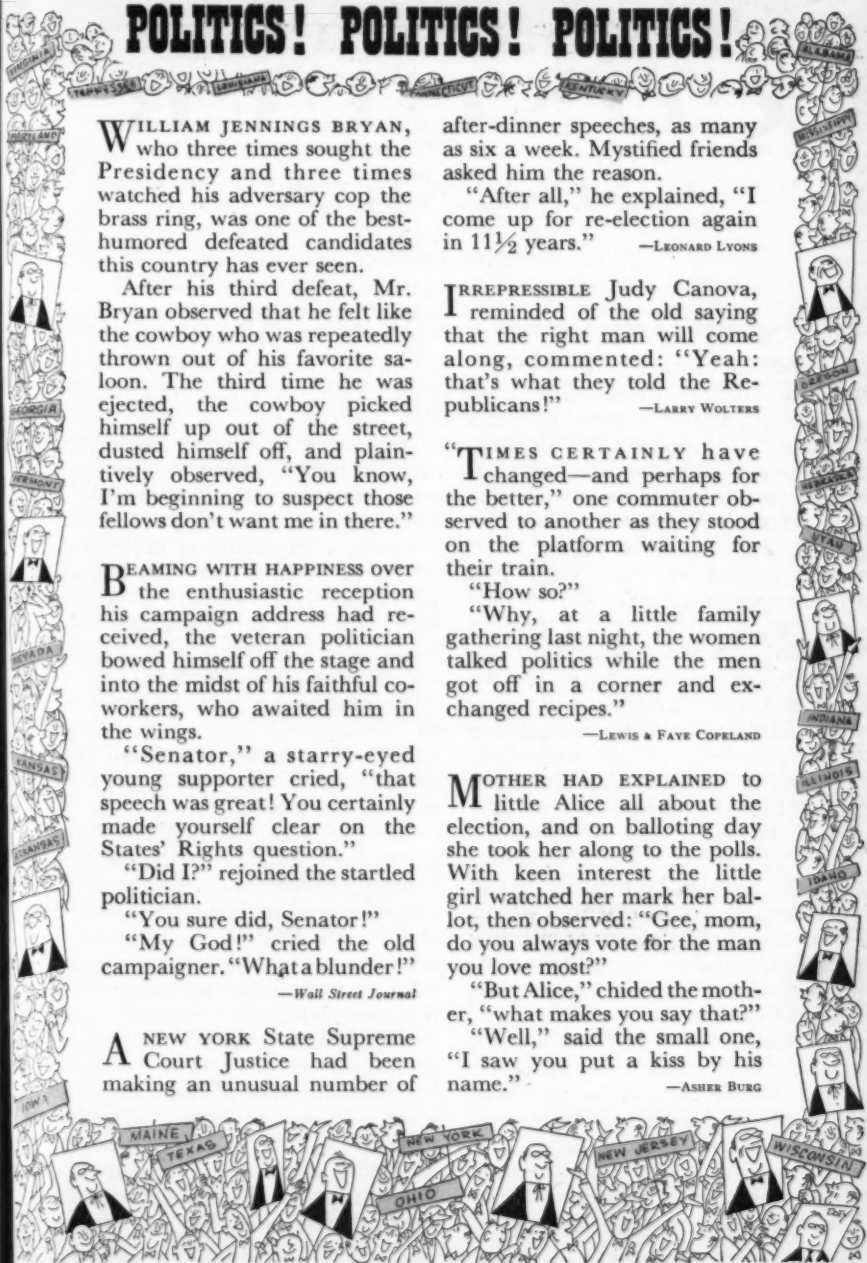 POLITICS! POLITICS! POLITICS!
VIRGINIA
TENNESSEE
LOUISIANA
CONNECTICUT
KENTUCKY
ALABAMA
MARYLAND
MISSISSIPPI
WILLIAM JENNINGS BRYAN,
who three times sought the
Presidency and three times
watched his adversary cop the
brass ring, was one of the best-
humored defeated candidates
this country has ever seen.
After his third defeat, Mr.
Bryan observed that he felt like
the cowboy who was repeatedly
thrown out of his favorite sa-
loon. The third time he was
ejected, the cowboy picked
himself up out of the street,
dusted himself off, and plain-
tively observed, "You know,
I'm beginning to suspect those
fellows don't want me in there."
BEAMING WITH HAPPINESS over
the enthusiastic reception
his campaign address had re-
ceived, the veteran politician
bowed himself off the stage and
into the midst of his faithful co-
workers, who awaited him in
the wings.
"Senator," a starry-eyed
young supporter cried, "that
speech was great! You certainly
made yourself clear on the
States' Rights question."
"Did I?" rejoined the startled
politician.
"You sure did, Senator!"
"My God!" cried the old
campaigner. "What a blunder!"
—Wall Street Journal
A NEW YORK State Supreme
Court Justice had been
making an unusual number of
after-dinner speeches, as many
as six a week. Mystified friends
asked him the reason.
"After all," he explained, "I
come up for re-election again
in 11½ years." —LEONARD LYONS
IRREPRESSIBLE Judy Canova,
reminded of the old saying
that the right man will come
along, commented: "Yeah:
that's what they told the Re-
publicans!" —LARRY WOLTERS
"TIMES CERTAINLY have
changed—and perhaps for
the better," one commuter ob-
served to another as they stood
on the platform waiting for
their train.
"How so?"
"Why, at a little family
gathering last night, the women
talked politics while the men
got off in a corner and ex-
changed recipes."
—LEWIS & FAYE COPELAND
MOTHER HAD EXPLAINED to
little Alice all about the
election, and on balloting day
she took her along to the polls.
With keen interest the little
girl watched her mark her bal-
lot, then observed: "Gee, mom,
do you always vote for the man
you love most?"
"But Alice," chided the moth-
er, "what makes you say that?"
"Well," said the small one,
"I saw you put a kiss by his
name." —ASHER BURG
GEORGIA
VERMONT
NEVADA
KANSAS
ARKANSAS
IOWA
OREGON
NEBRASKA
UTAH
INDIANA
ILLINOIS
IDAHO
MAINE
TEXAS
NEW YORK
OHIO
NEW JERSEY
WISCONSIN